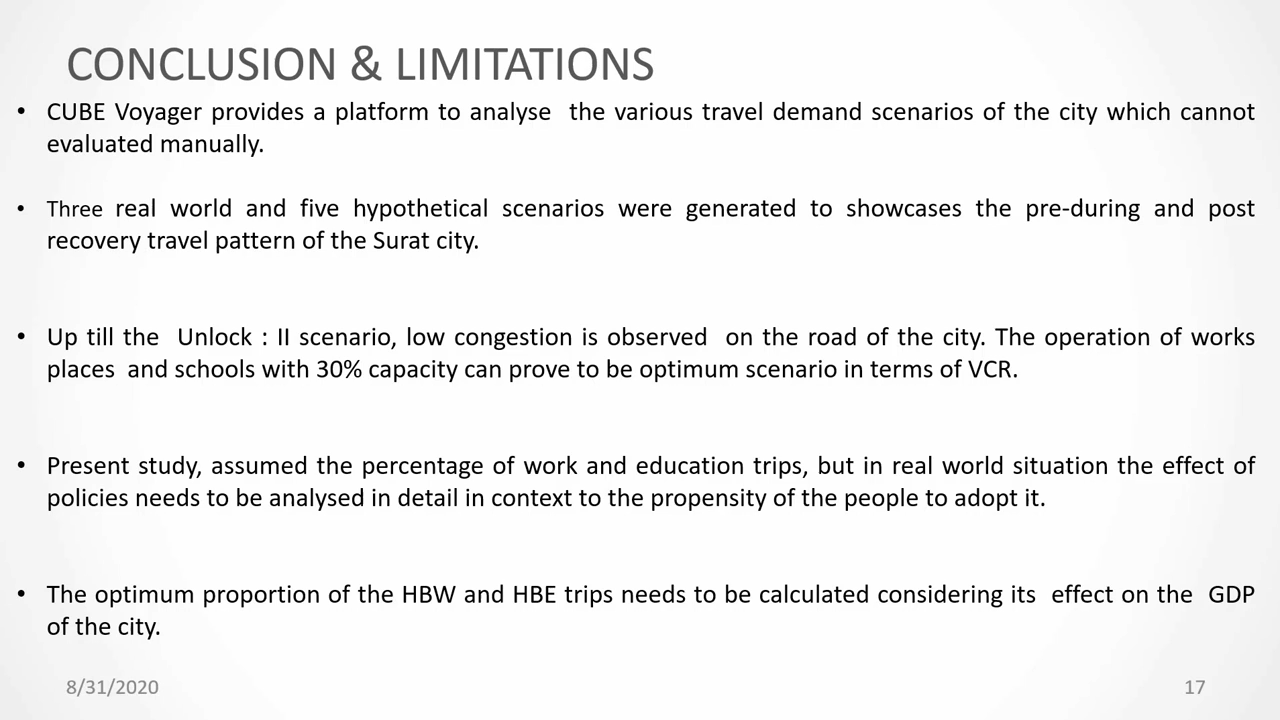 CONCLUSION & LIMITATIONS
• CUBE Voyager provides a platform to analyse the various travel demand scenarios of the city which cannot
evaluated manually.
• Three real world and five hypothetical scenarios were generated to showcases the pre-during and post
recovery travel pattern of the Surat city.
• Up till the Unlock : II scenario, low congestion is observed on the road of the city. The operation of works
places and schools with 30% capacity can prove to be optimum scenario in terms of VCR.
• Present study, assumed the percentage of work and education trips, but in real world situation the effect of
policies needs to be analysed in detail in context to the propensity of the people to adopt it.
• The optimum proportion of the HBW and HBE trips needs to be calculated considering its effect on the GDP
of the city.
8/31/2020
17